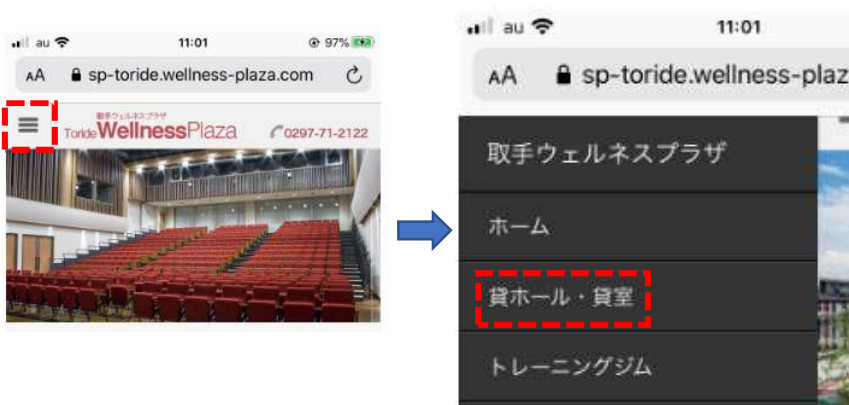 au 11:01 97%
AA sp-toride.wellness-plaza.com
取手ウェルネスプラザ
Toride WellnessPlaza 0297-71-2122
au 11:01
AA sp-toride.wellness-plaz
取手ウェルネスプラザ
ホーム
貸ホール・貸室
トレーニングジム